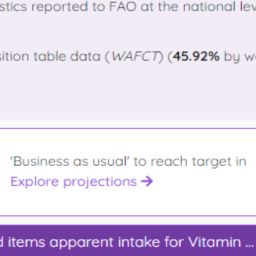 stics reported to FAO at the national lev
sition table data (WAFCT) (45.92% by we
'Business as usual' to reach target in
Explore projections →
d items apparent intake for Vitamin ...